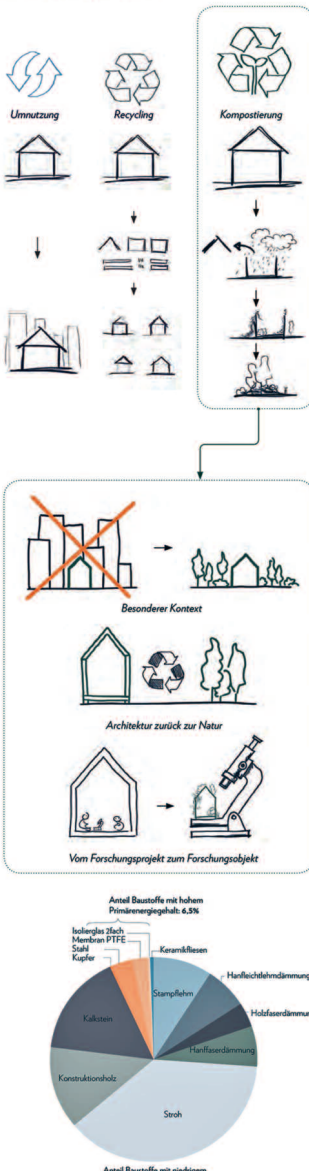 Umnutzung
Recycling
Kompostierung
Besonderer Kontext
Architektur zurück zur Natur
Vom Forschungsprojekt zum Forschungsobjekt
Anteil Baustoffe mit hohem
Primärenergiegehalt: 6,5%
Isolierglas 2fach
Membran PTFE
Stahl
Kupfer
Keramikfliesen
Stampflehm
Hanfleichtlehmdämmung
Holzfaserdämmung
Hanffaserdämmung
Kalkstein
Konstruktionsholz
Stroh
Anteil Baustoffe mit niedrigem